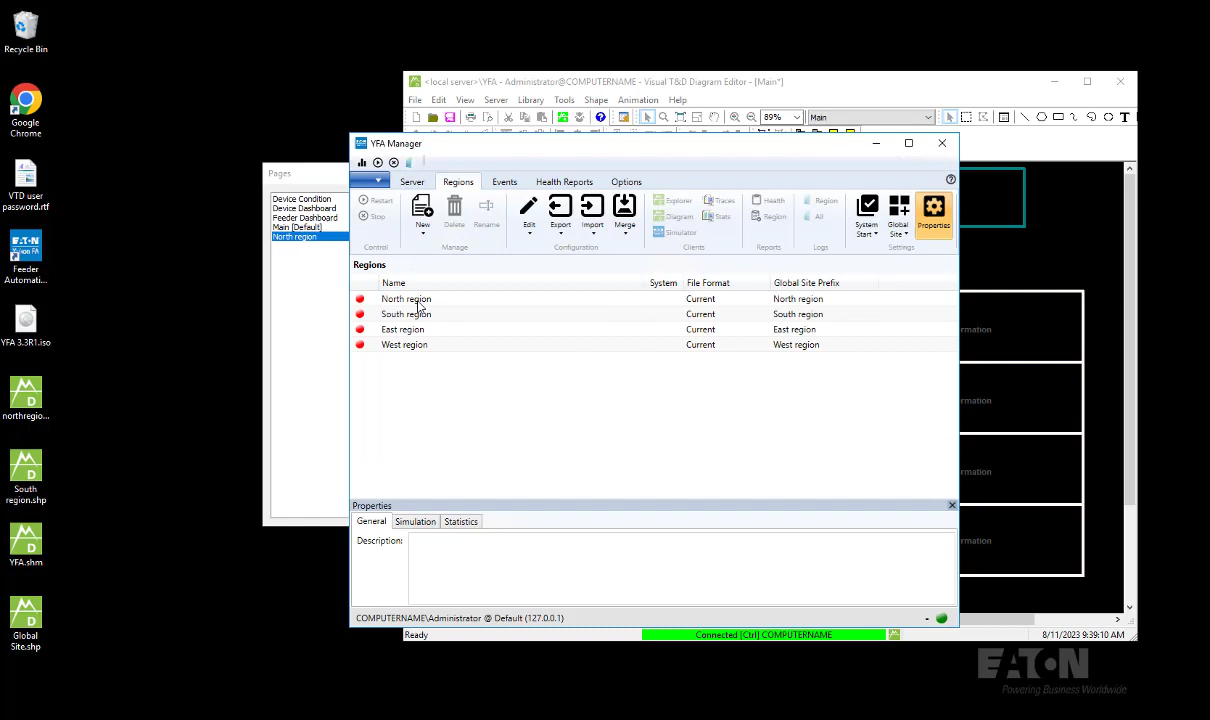 Recycle Bin
Google
Chrome
VTD user
password.rtf
EATON
Yukon FA
Feeder
Automati...
YFA 3.3R1.iso
northregio...
South
region.shp
YFA.shm
Global
Site.shp
Pages
Device Condition
Device Dashboard
Feeder Dashboard
Main [Default]
North region
<local server>\YFA - Administrator@COMPUTERNAME - Visual T&D Diagram Editor - [Main*]
File Edit View Server Library Tools Shape Animation Help
89% Main
YFA Manager
Server Regions Events Health Reports Options
Restart
Stop
Control
New Delete Rename
Manage
Edit Export Import Merge
Configuration
Explorer Traces
Diagram Stats
Simulator
Clients
Health
Region
Reports
Region
All
Logs
System
Start
Global
Site
Properties
Settings
Regions
Name System File Format Global Site Prefix
North region Current North region
South region Current South region
East region Current East region
West region Current West region
Properties
General Simulation Statistics
Description:
COMPUTERNAME\Administrator @ Default (127.0.0.1)
rmation
rmation
rmation
rmation
Ready Connected [Ctrl] COMPUTERNAME 8/11/2023 9:39:10 AM
EATON
Powering Business Worldwide